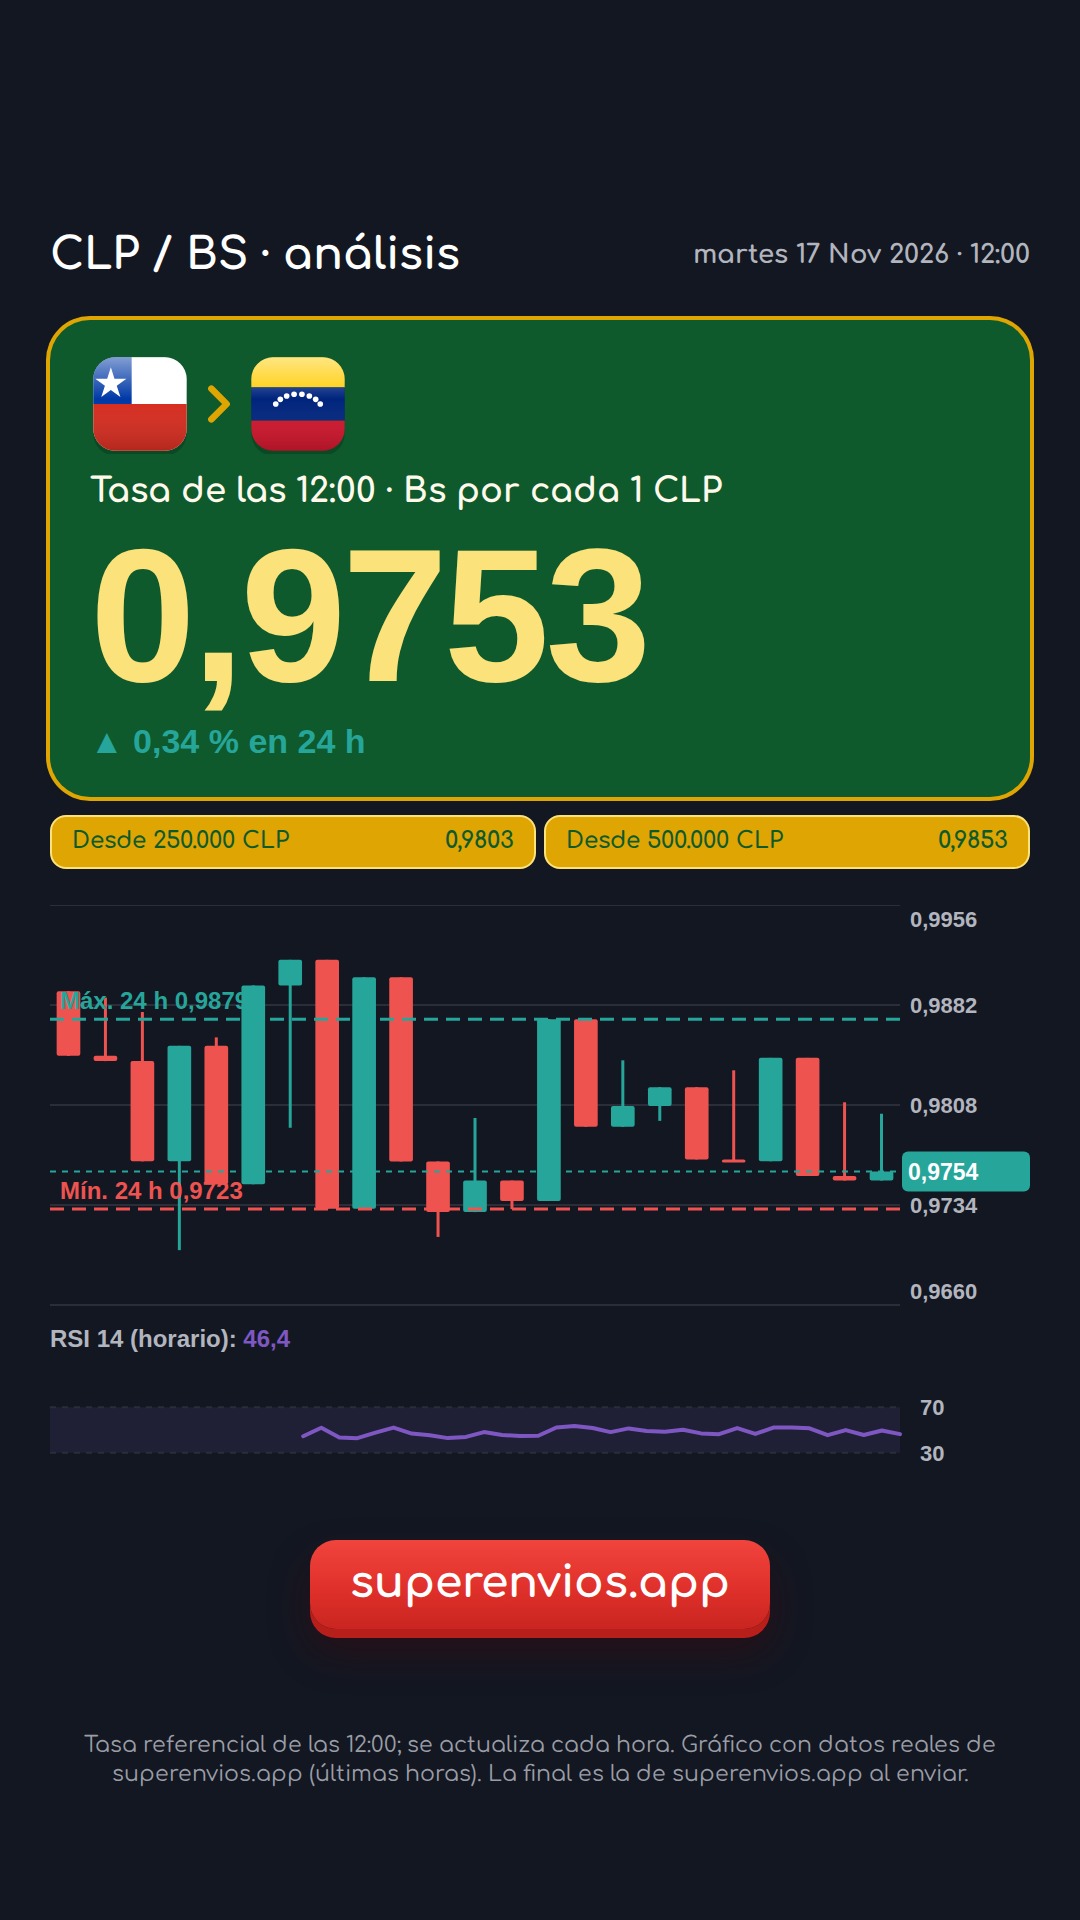 CLP / BS · análisis
martes 17 Nov 2026 · 12:00
Tasa de las 12:00 · Bs por cada 1 CLP
0,9753
▲ 0,34 % en 24 h
Desde 250.000 CLP 0,9803
Desde 500.000 CLP 0,9853
0,9956
Máx. 24 h 0,9879
0,9882
0,9808
0,9754
Mín. 24 h 0,9723
0,9734
0,9660
RSI 14 (horario): 46,4
70
30
superenvios.app
Tasa referencial de las 12:00; se actualiza cada hora. Gráfico con datos reales de
superenvios.app (últimas horas). La final es la de superenvios.app al enviar.